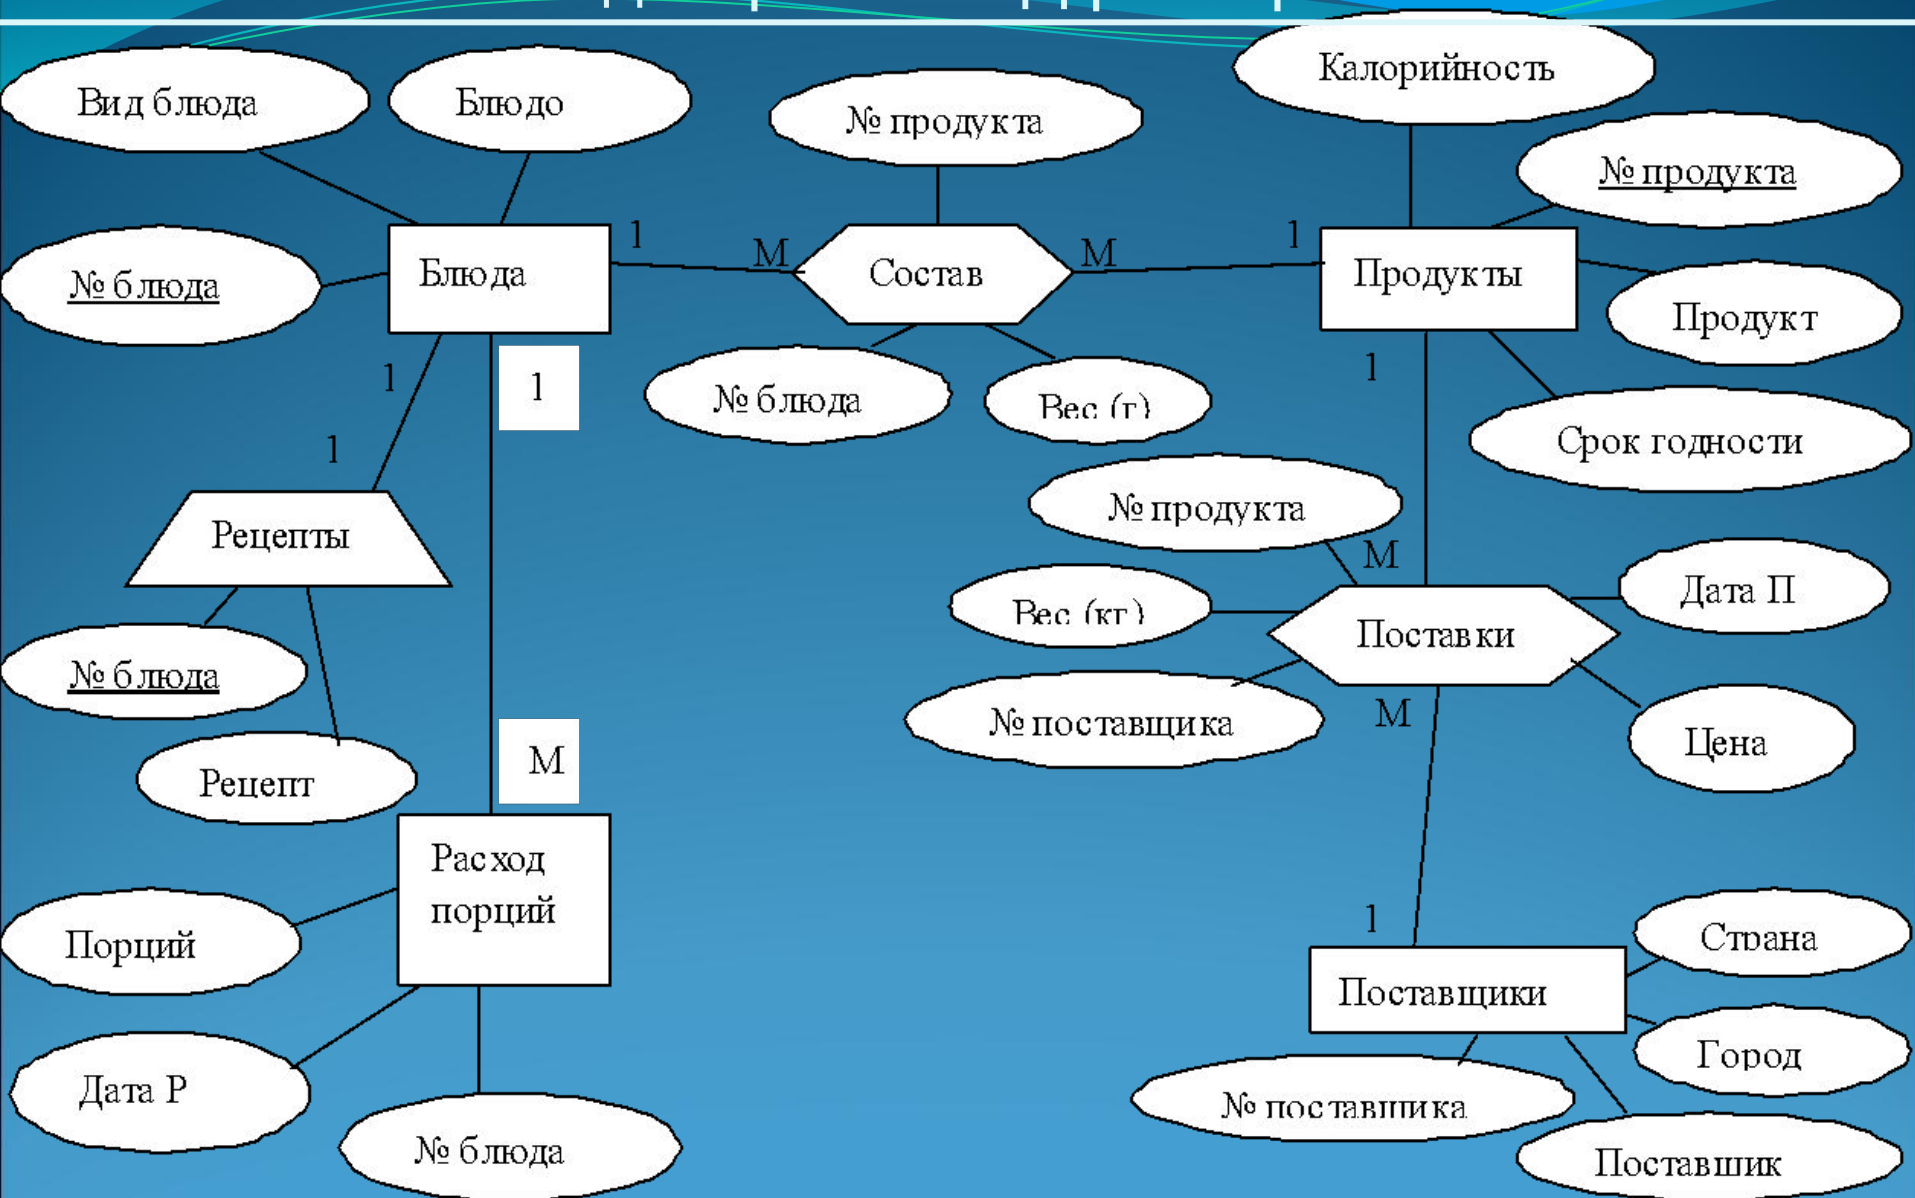 Калорийность
Вид блюда
Блюдо
№ продукта
№ продукта
1
М
М
1
№ блюда
Блюда
Состав
Продукты
Продукт
1
1
1
№ блюда
Вес (г)
Срок годности
1
№ продукта
М
Рецепты
Дата П
Вес (кг)
Поставки
№ блюда
М
№ поставщика
Цена
М
Рецепт
Расход
порций
1
Страна
Порций
Поставщики
Город
Дата Р
№ поставщика
№ блюда
Поставщик